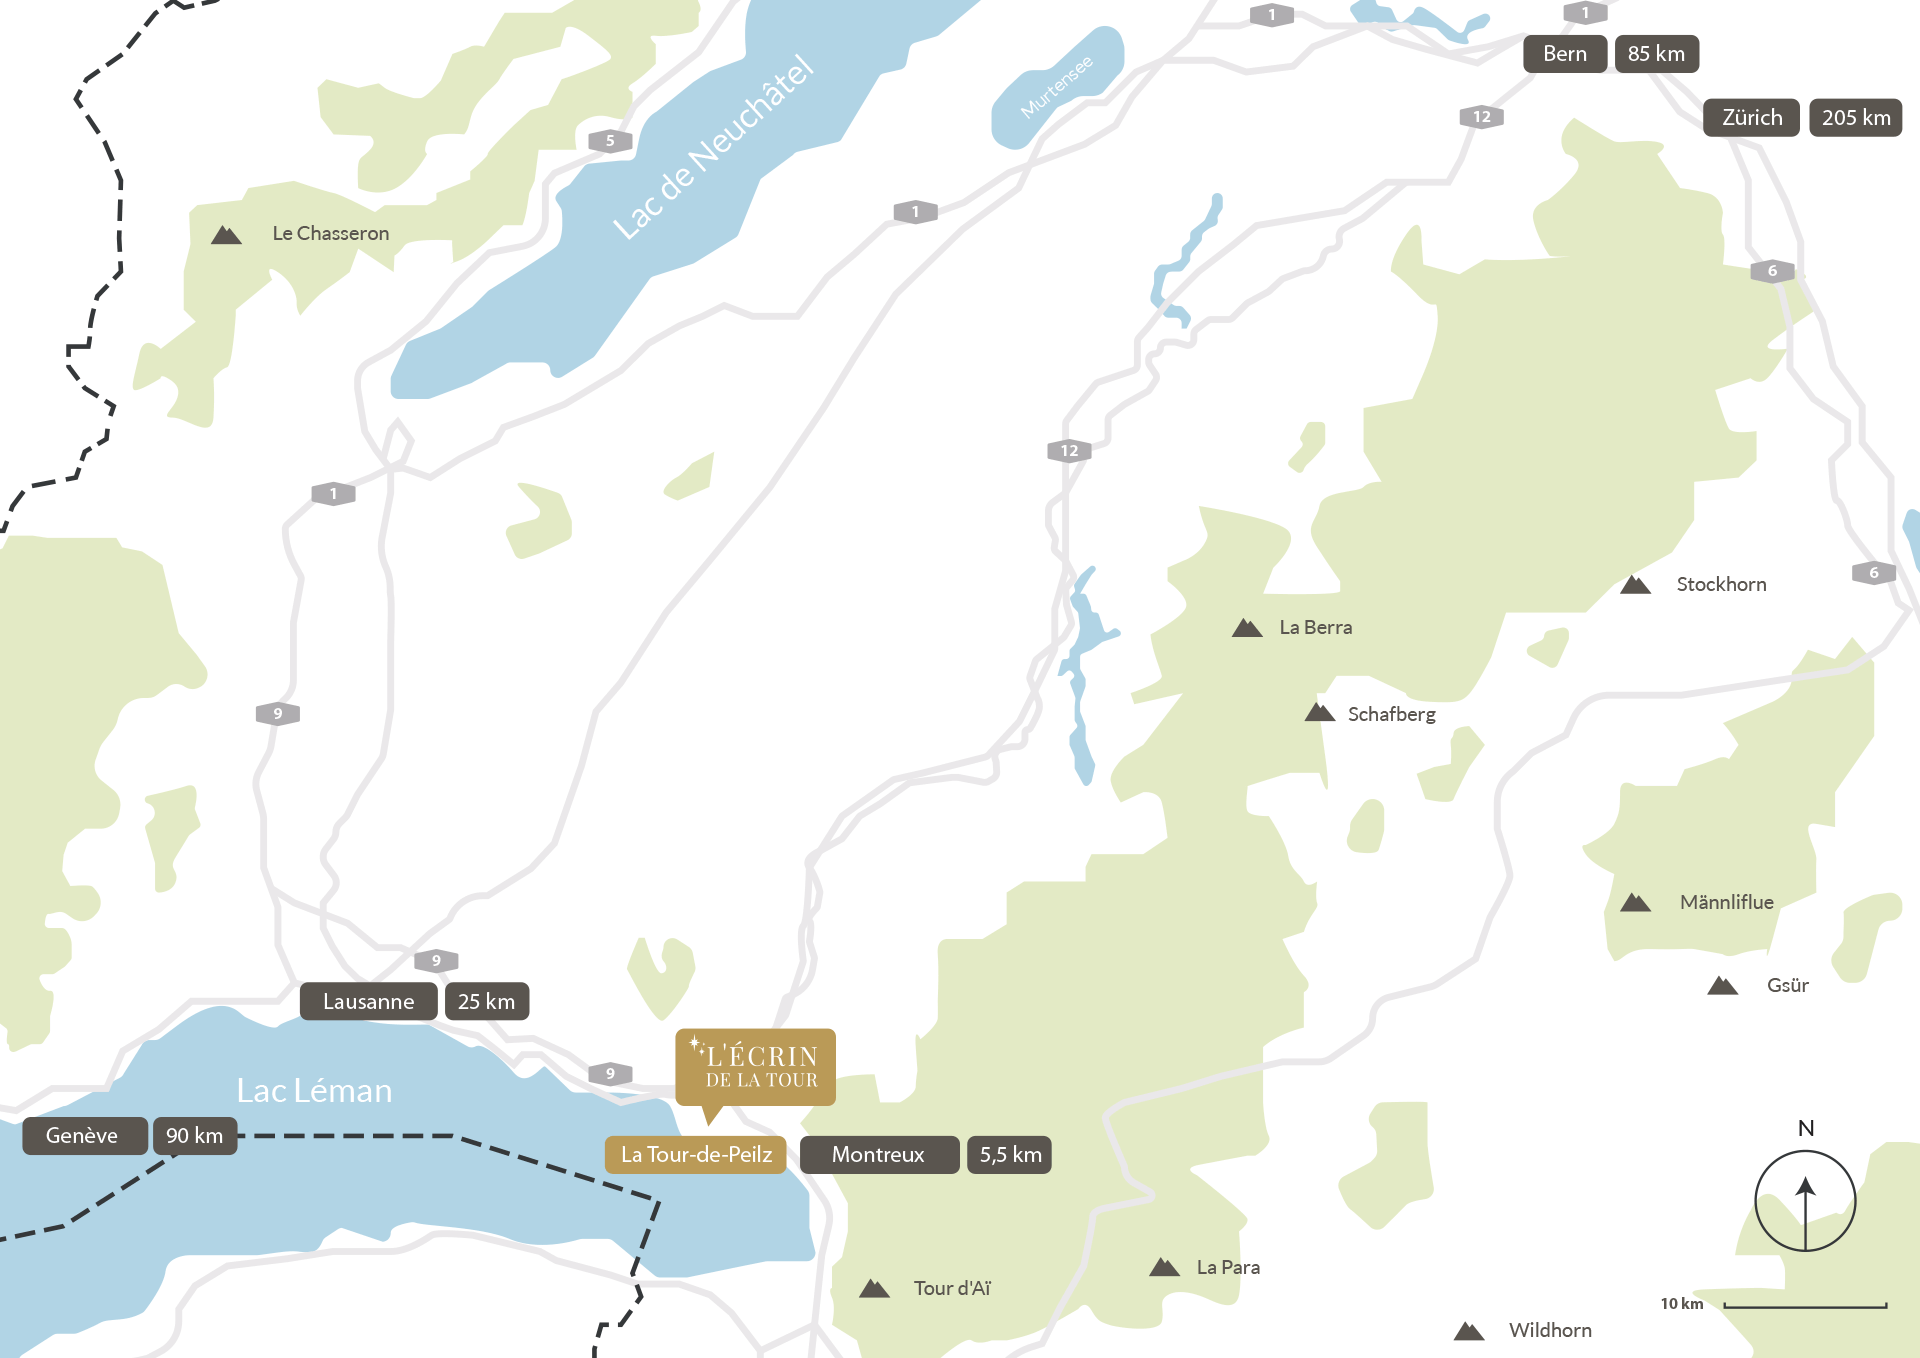 1
1
Bern 85 km
Lac de Neuchâtel
Murtensee
5
12
Zürich 205 km
1
Le Chasseron
6
12
1
6
Stockhorn
La Berra
9
Schafberg
Männliflue
9
Gsür
Lausanne 25 km
L'ÉCRIN
DE LA TOUR
9
Lac Léman
Genève 90 km
La Tour-de-Peilz Montreux 5,5 km
N
La Para
Tour d'Aï
10 km
Wildhorn